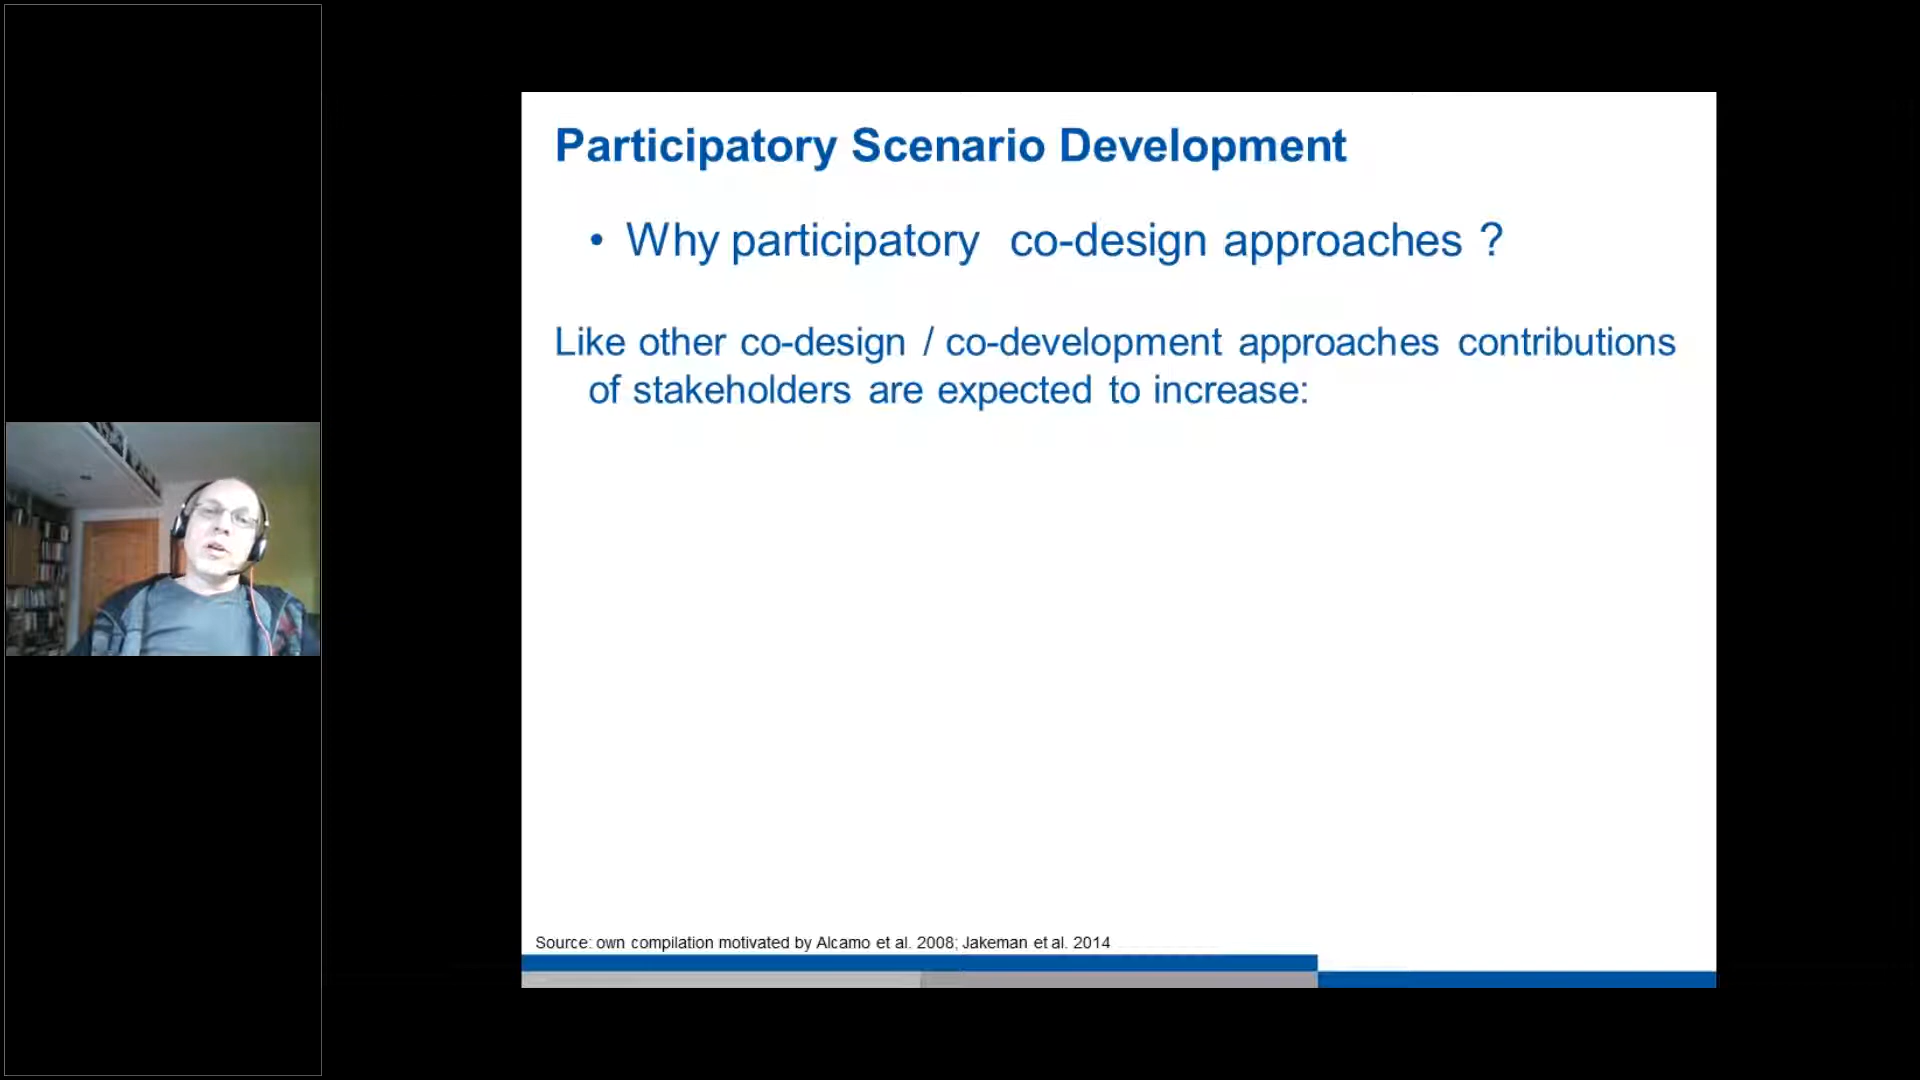 Participatory Scenario Development
• Why participatory co-design approaches ?
Like other co-design / co-development approaches contributions
of stakeholders are expected to increase:
Source: own compilation motivated by Alcamo et al. 2008; Jakeman et al. 2014